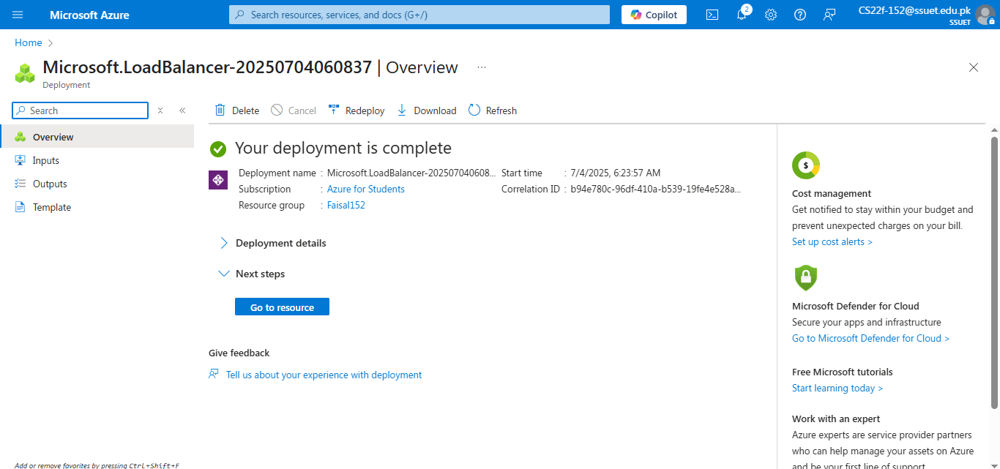 Microsoft Azure
Search resources, services, and docs (G+/)
Copilot
2
CS22f-152@ssuet.edu.pk
SSUET
Home
Microsoft.LoadBalancer-20250704060837 | Overview ...
Deployment
Search
Delete
Cancel
Redeploy
Download
Refresh
Overview
Inputs
Outputs
Template
Your deployment is complete
Deployment name : Microsoft.LoadBalancer-202507040608...
Subscription : Azure for Students
Resource group : Faisal152
Start time : 7/4/2025, 6:23:57 AM
Correlation ID : b94e780c-96df-410a-b539-19fe4e528a...
Deployment details
Next steps
Go to resource
Give feedback
Tell us about your experience with deployment
$
Cost management
Get notified to stay within your budget and
prevent unexpected charges on your bill.
Set up cost alerts >
Microsoft Defender for Cloud
Secure your apps and infrastructure
Go to Microsoft Defender for Cloud >
Free Microsoft tutorials
Start learning today >
Work with an expert
Azure experts are service provider partners
who can help manage your assets on Azure
and be your first line of support.
Add or remove favorites by pressing Ctrl+Shift+F